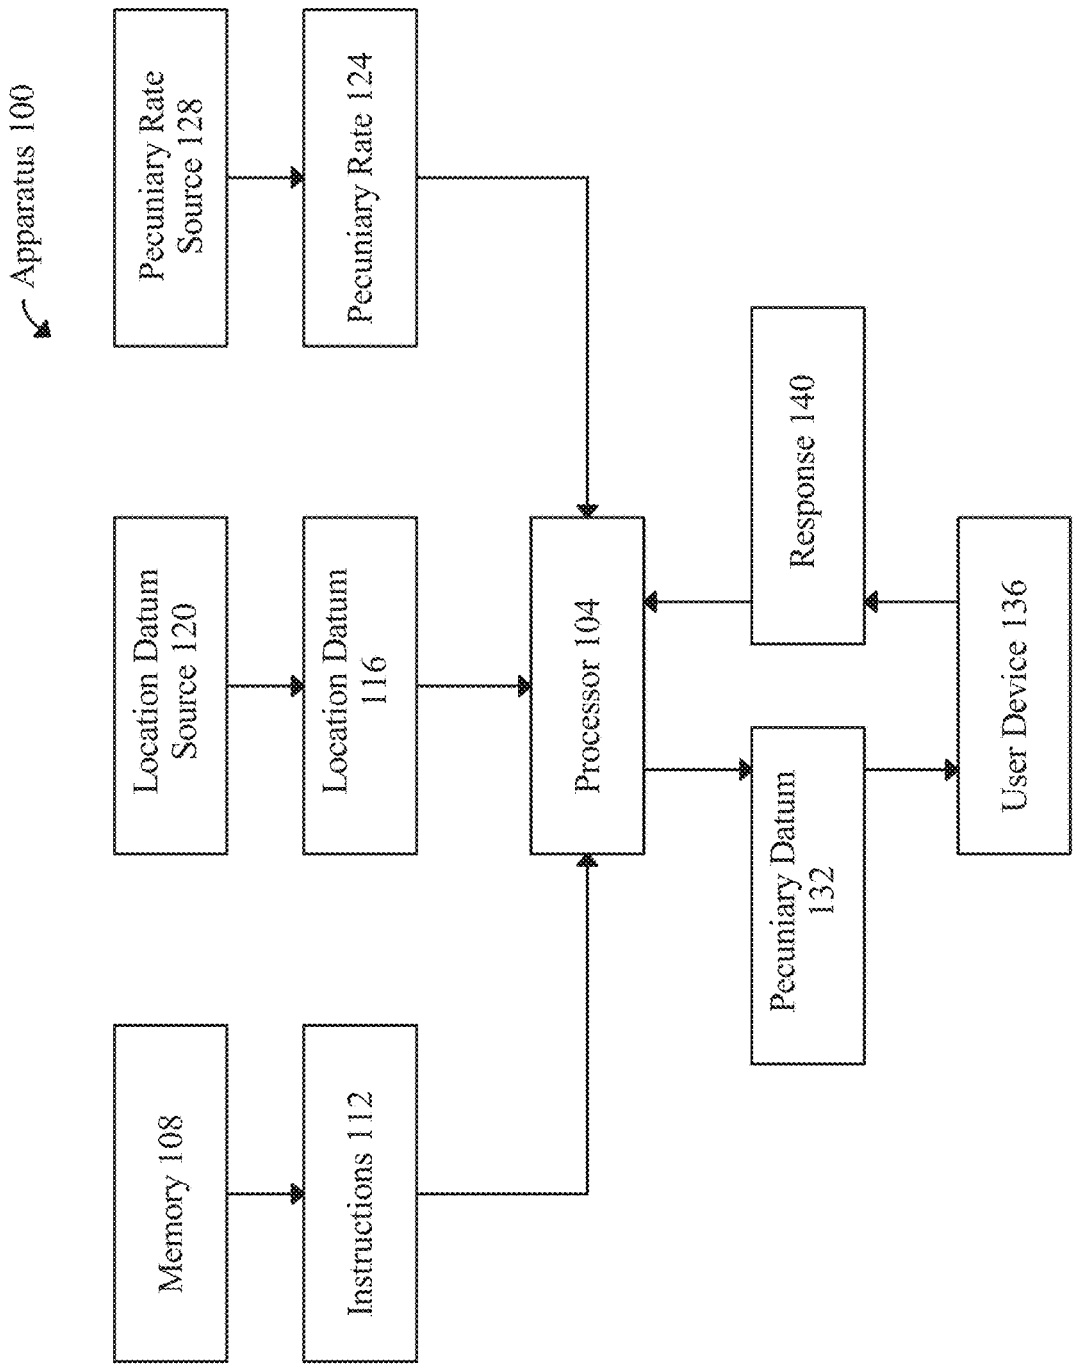 Apparatus 100
Memory 108
Location Datum
Source 120
Pecuniary Rate
Source 128
Instructions 112
Location Datum
116
Pecuniary Rate 124
Processor 104
Pecuniary Datum
132
Response 140
User Device 136